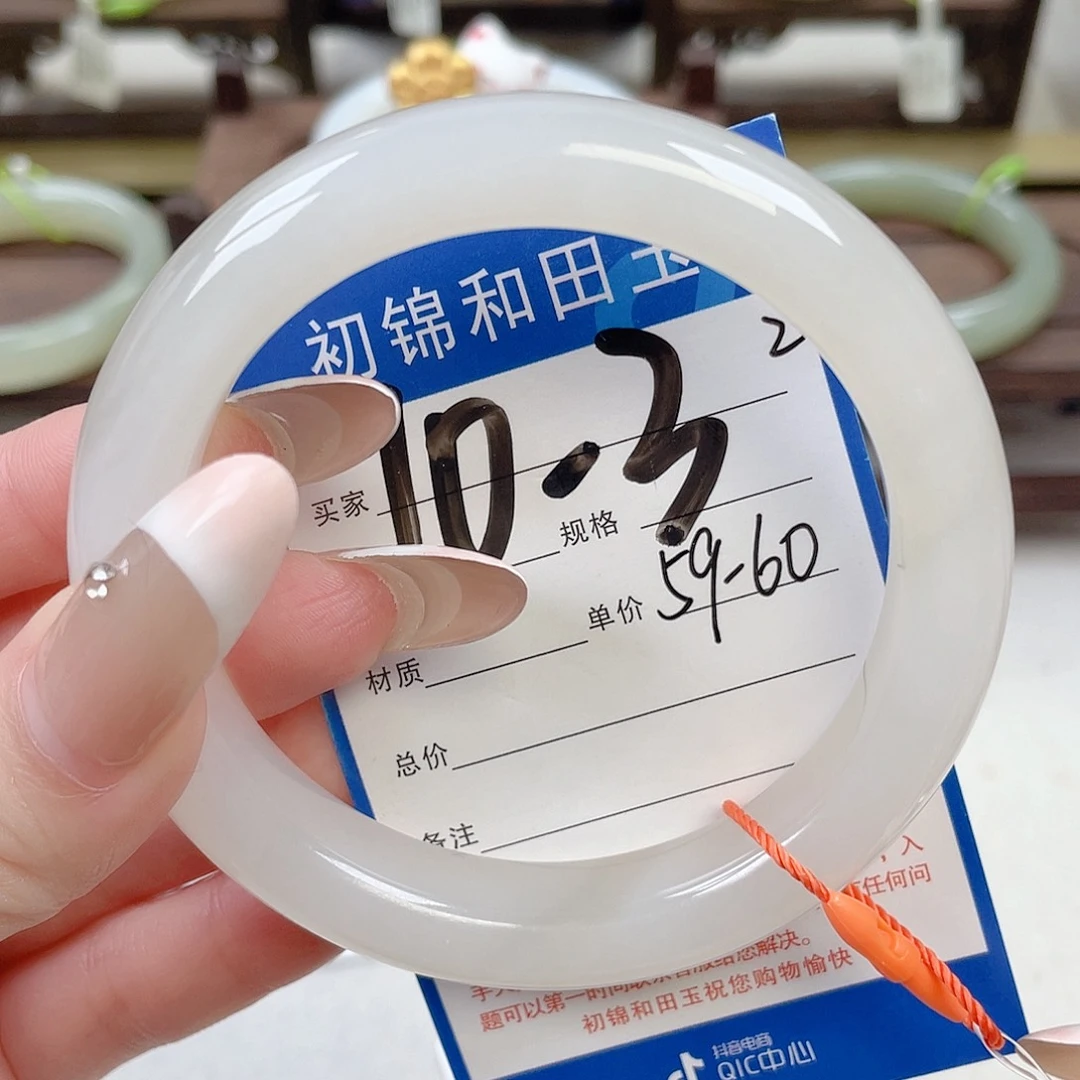 初锦和田玉
2
10.3
买家
规格
59-60
单价
材质
总价
备注
，入
任何问
给您解决。
题可以第一时间联系客服
初锦和田玉祝您购物愉快
抖音电商
QIC中心